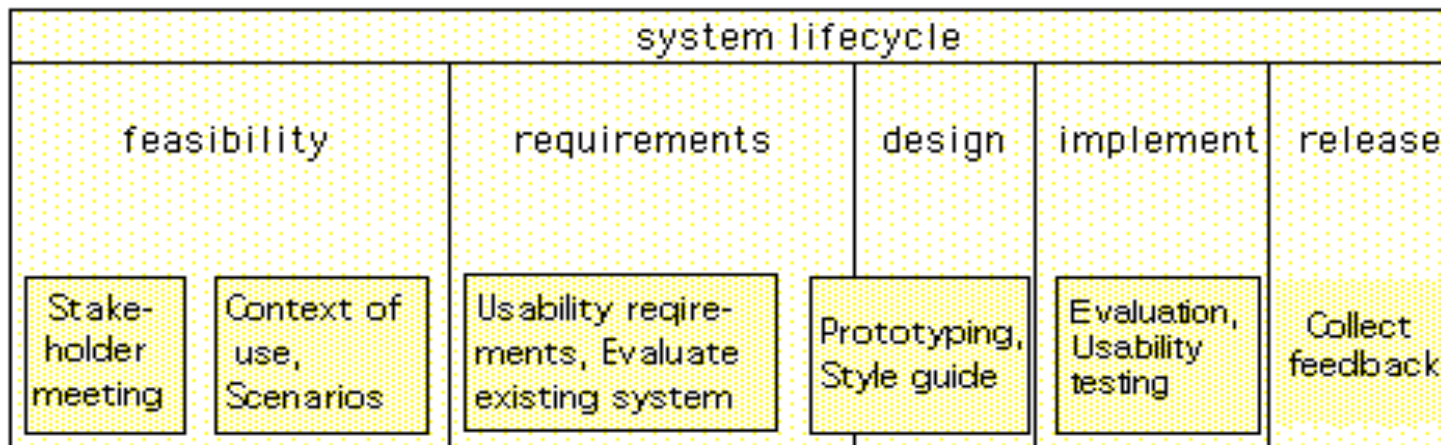 system lifecycle
feasibility
requirements
design
implement
release
Stake-
holder
meeting
Context of
use,
Scenarios
Usability reqire-
ments, Evaluate
existing system
Prototyping,
Style guide
Evaluation,
Usability
testing
Collect
feedback